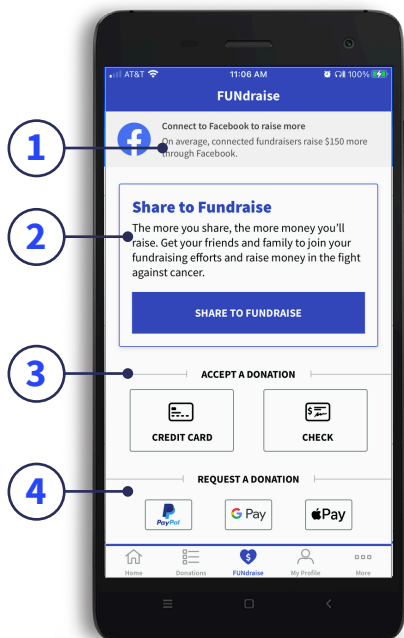 AT&T 11:06 AM 100%
FUNdraise
1
Connect to Facebook to raise more
On average, connected fundraisers raise $150 more
through Facebook.
2
Share to Fundraise
The more you share, the more money you'll
raise. Get your friends and family to join your
fundraising efforts and raise money in the fight
against cancer.
SHARE TO FUNDRAISE
3
ACCEPT A DONATION
CREDIT CARD CHECK
4
REQUEST A DONATION
PayPal G Pay Pay
Home Donations FUNdraise My Profile More